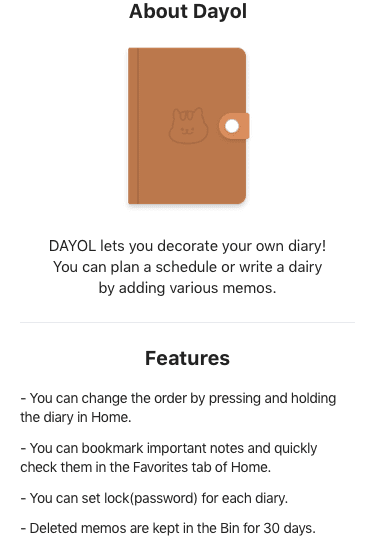 About Dayol
DAYOL lets you decorate your own diary!
You can plan a schedule or write a dairy
by adding various memos.
Features
- You can change the order by pressing and holding
the diary in Home.
- You can bookmark important notes and quickly
check them in the Favorites tab of Home.
- You can set lock(password) for each diary.
- Deleted memos are kept in the Bin for 30 days.